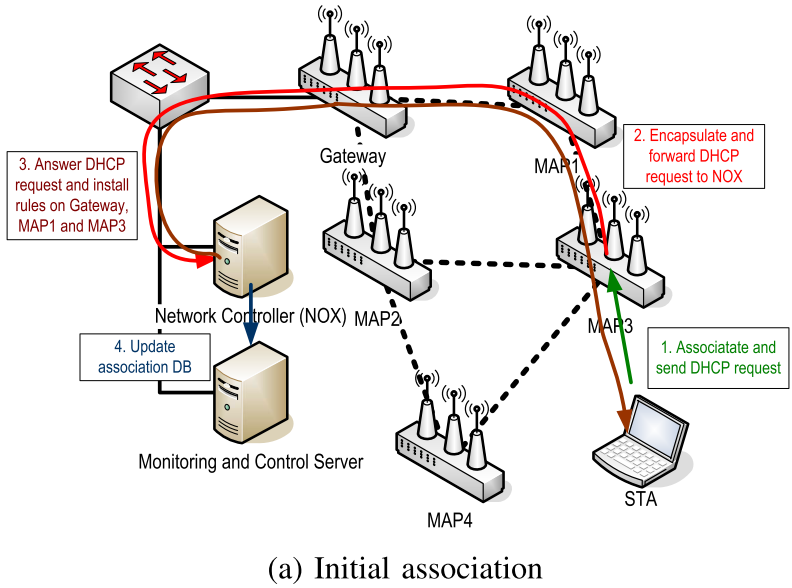 Gateway
MAP1
2. Encapsulate and
forward DHCP
request to NOX
3. Answer DHCP
request and install
rules on Gateway,
MAP1 and MAP3
Network Controller (NOX)
MAP2
MAP3
4. Update
association DB
1. Associatate and
send DHCP request
Monitoring and Control Server
MAP4
STA
(a) Initial association